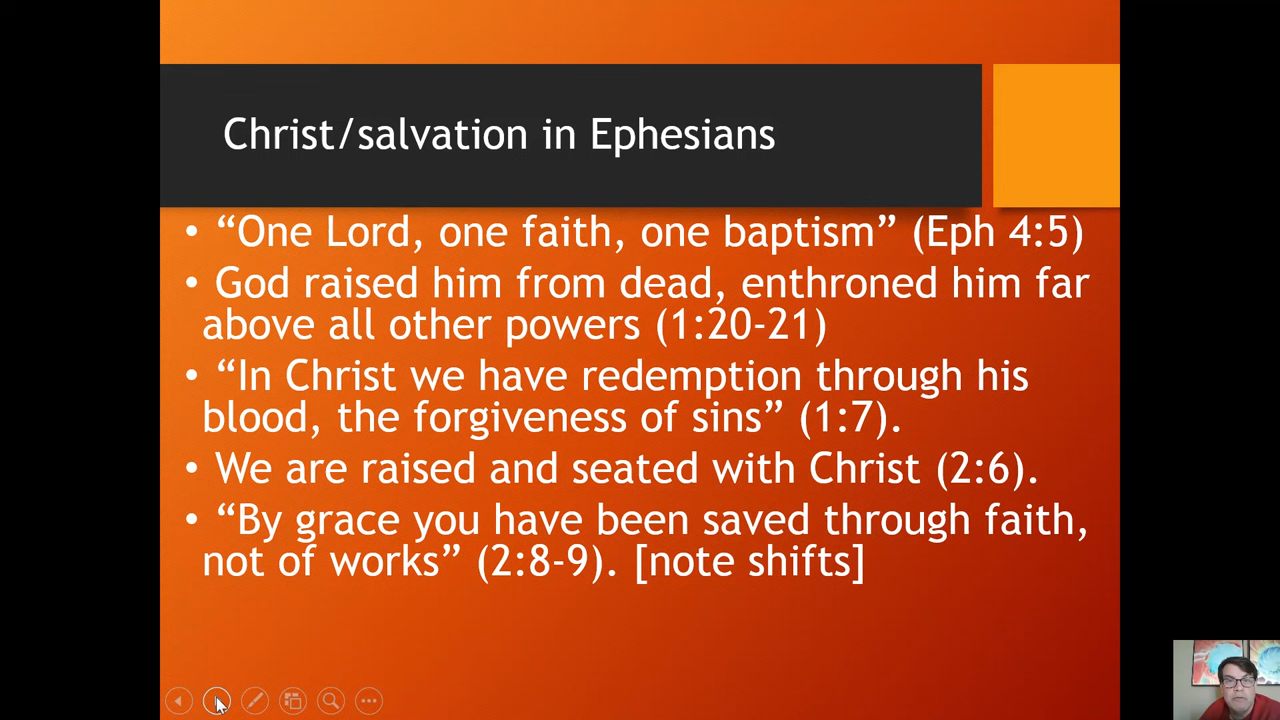 Christ/salvation in Ephesians
• “One Lord, one faith, one baptism” (Eph 4:5)
• God raised him from dead, enthroned him far
above all other powers (1:20-21)
• “In Christ we have redemption through his
blood, the forgiveness of sins” (1:7).
• We are raised and seated with Christ (2:6).
• “By grace you have been saved through faith,
not of works” (2:8-9). [note shifts]